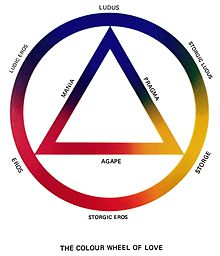 LUDUS
LUDIC EROS
STORGIC LUDUS
MANIA
PRAGMA
AGAPE
EROS
STORGE
STORGIC EROS
THE COLOUR WHEEL OF LOVE